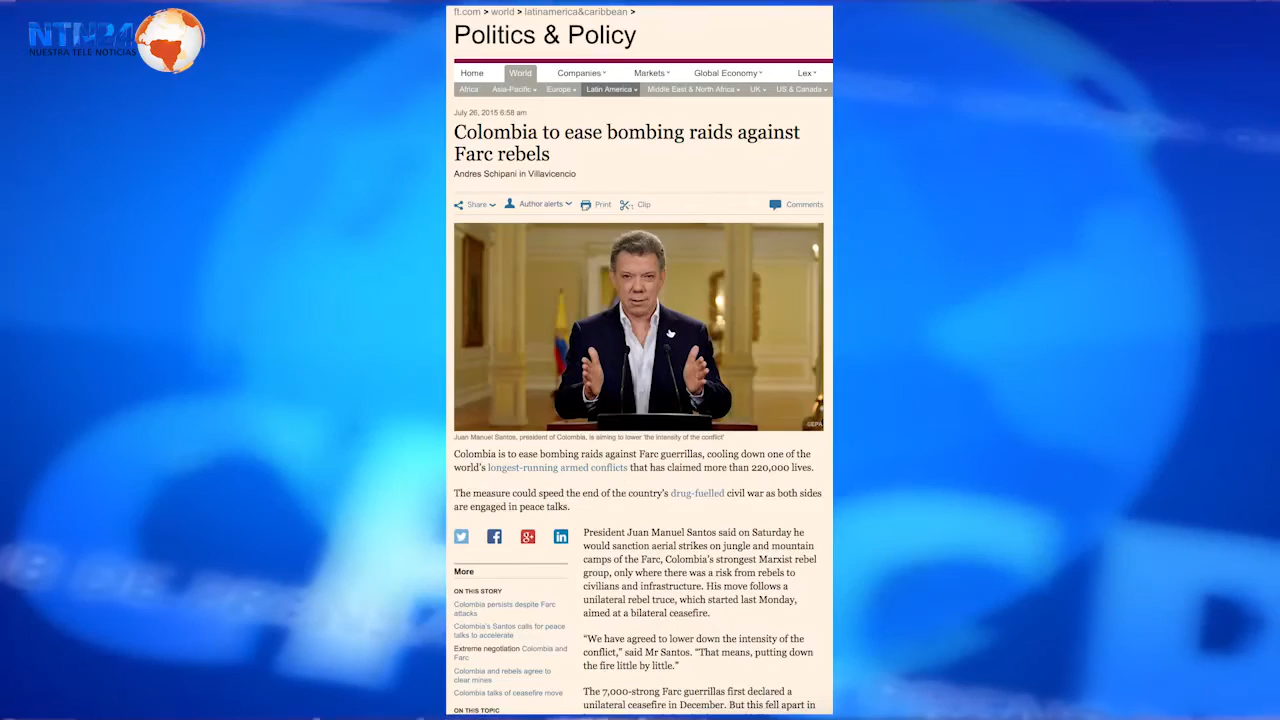 NTN24
NUESTRA TELE NOTICIAS
ft.com > world > latinamerica&caribbean >
Politics & Policy
Home World Companies Markets Global Economy Lex
Africa Asia-Pacific Europe Latin America Middle East & North Africa UK US & Canada
July 26, 2015 6:58 am
Colombia to ease bombing raids against
Farc rebels
Andres Schipani in Villavicencio
Share Author alerts Print Clip Comments
©EPA
Juan Manuel Santos, president of Colombia, is aiming to lower 'the intensity of the conflict'
Colombia is to ease bombing raids against Farc guerrillas, cooling down one of the
world's longest-running armed conflicts that has claimed more than 220,000 lives.
The measure could speed the end of the country's drug-fuelled civil war as both sides
are engaged in peace talks.
President Juan Manuel Santos said on Saturday he
would sanction aerial strikes on jungle and mountain
camps of the Farc, Colombia's strongest Marxist rebel
group, only where there was a risk from rebels to
civilians and infrastructure. His move follows a
unilateral rebel truce, which started last Monday,
aimed at a bilateral ceasefire.
"We have agreed to lower down the intensity of the
conflict," said Mr Santos. "That means, putting down
the fire little by little."
The 7,000-strong Farc guerrillas first declared a
unilateral ceasefire in December. But this fell apart in
More
ON THIS STORY
Colombia persists despite Farc
attacks
Colombia's Santos calls for peace
talks to accelerate
Extreme negotiation Colombia and
Farc
Colombia and rebels agree to
clear mines
Colombia talks of ceasefire move
ON THIS TOPIC